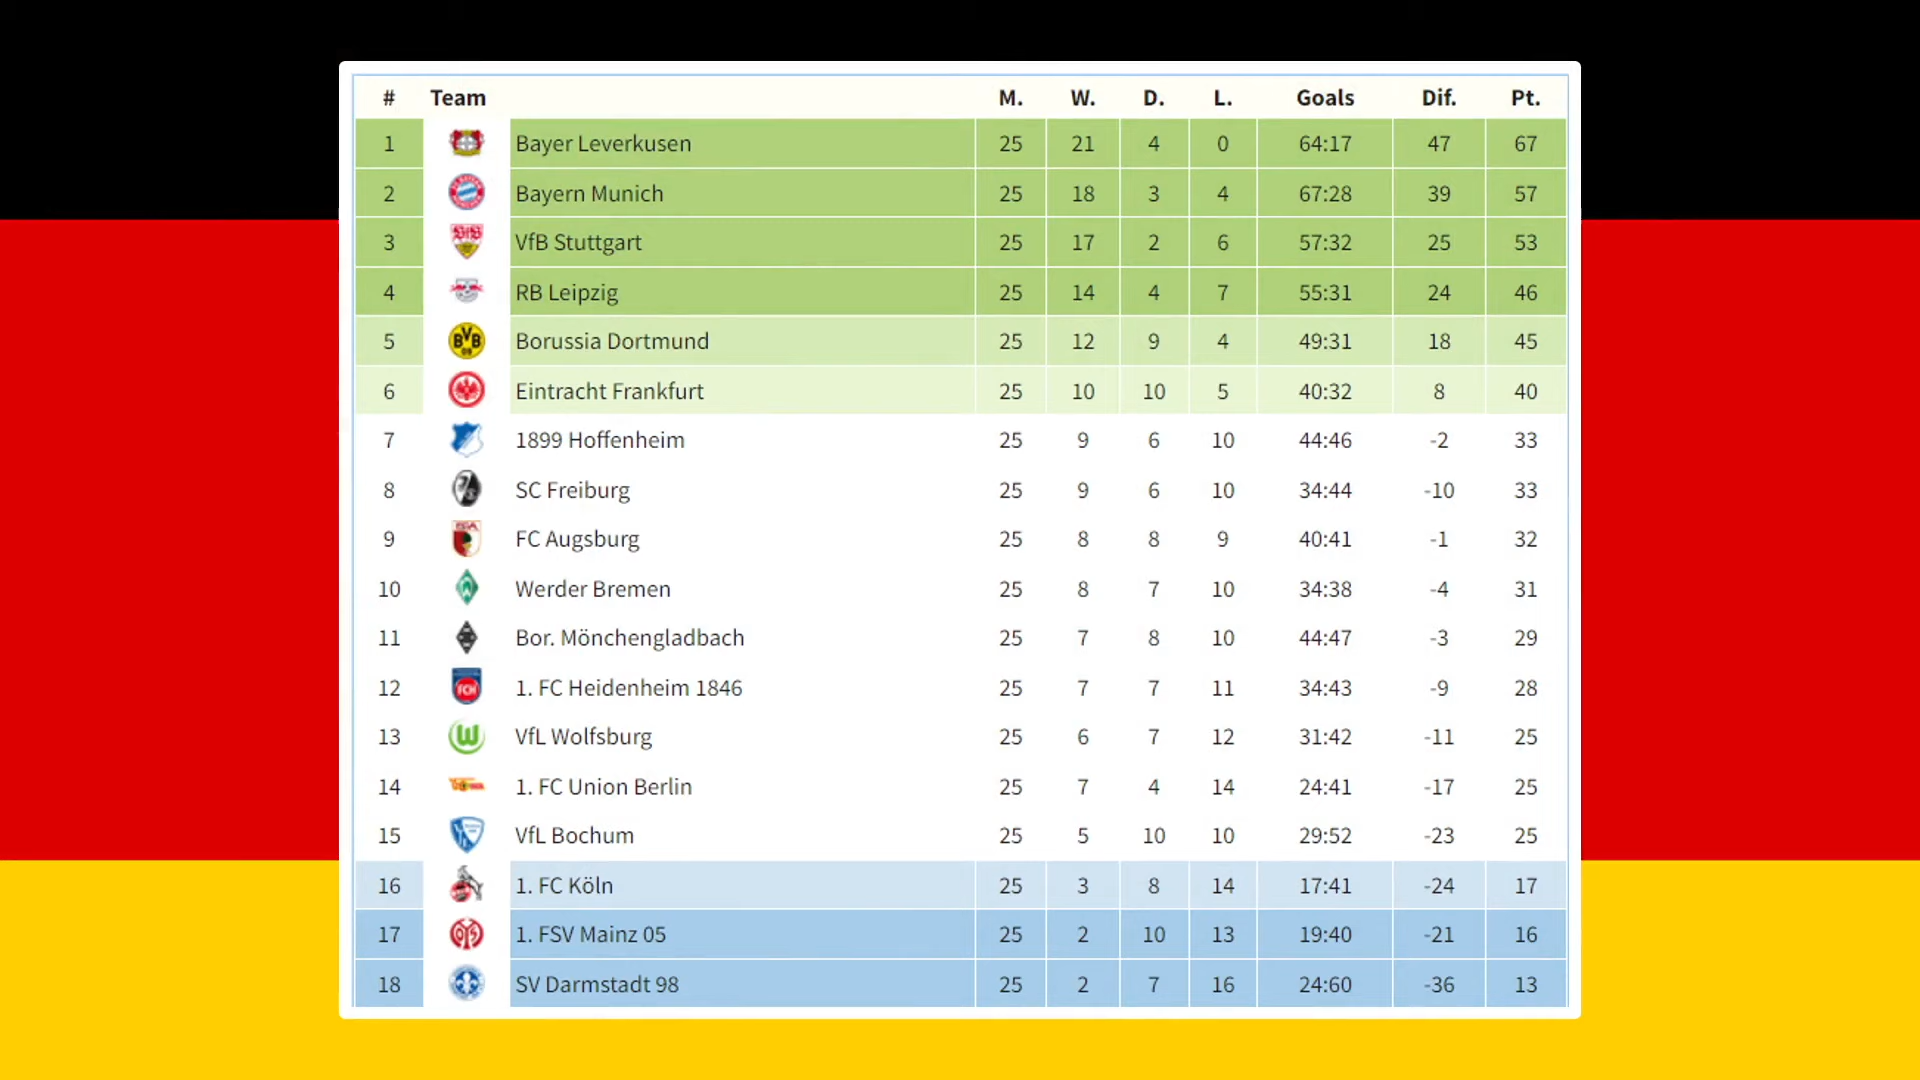 # Team M. W. D. L. Goals Dif. Pt.
1 Bayer Leverkusen 25 21 4 0 64:17 47 67
2 Bayern Munich 25 18 3 4 67:28 39 57
3 VfB Stuttgart 25 17 2 6 57:32 25 53
4 RB Leipzig 25 14 4 7 55:31 24 46
5 BVB 09 Borussia Dortmund 25 12 9 4 49:31 18 45
6 Eintracht Frankfurt 25 10 10 5 40:32 8 40
7 1899 Hoffenheim 25 9 6 10 44:46 -2 33
8 SC Freiburg 25 9 6 10 34:44 -10 33
9 FC Augsburg 25 8 8 9 40:41 -1 32
10 W Werder Bremen 25 8 7 10 34:38 -4 31
11 Bor. Mönchengladbach 25 7 8 10 44:47 -3 29
12 FCH 1. FC Heidenheim 1846 25 7 7 11 34:43 -9 28
13 W VfL Wolfsburg 25 6 7 12 31:42 -11 25
14 1. FC Union Berlin 25 7 4 14 24:41 -17 25
15 VfL Bochum 25 5 10 10 29:52 -23 25
16 1. FC Köln 25 3 8 14 17:41 -24 17
17 1. FSV Mainz 05 25 2 10 13 19:40 -21 16
18 SV Darmstadt 98 25 2 7 16 24:60 -36 13